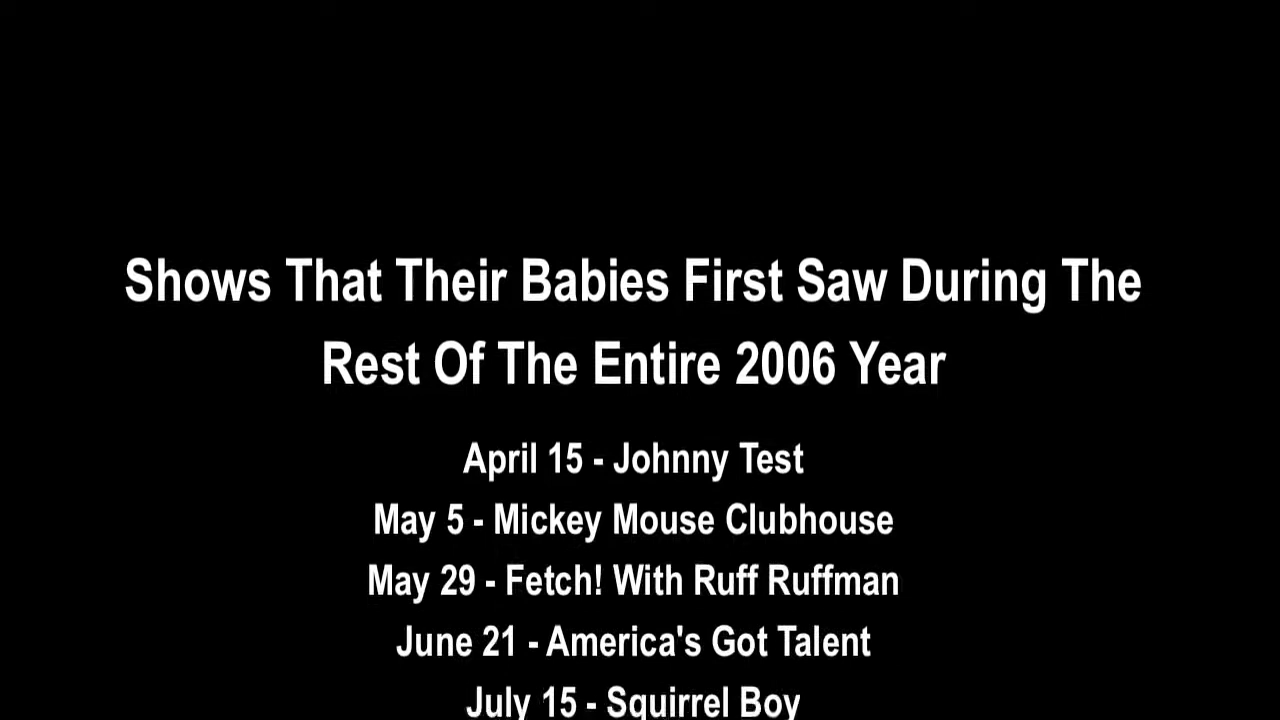 Shows That Their Babies First Saw During The
Rest Of The Entire 2006 Year
April 15 - Johnny Test
May 5 - Mickey Mouse Clubhouse
May 29 - Fetch! With Ruff Ruffman
June 21 - America's Got Talent
July 15 - Squirrel Boy